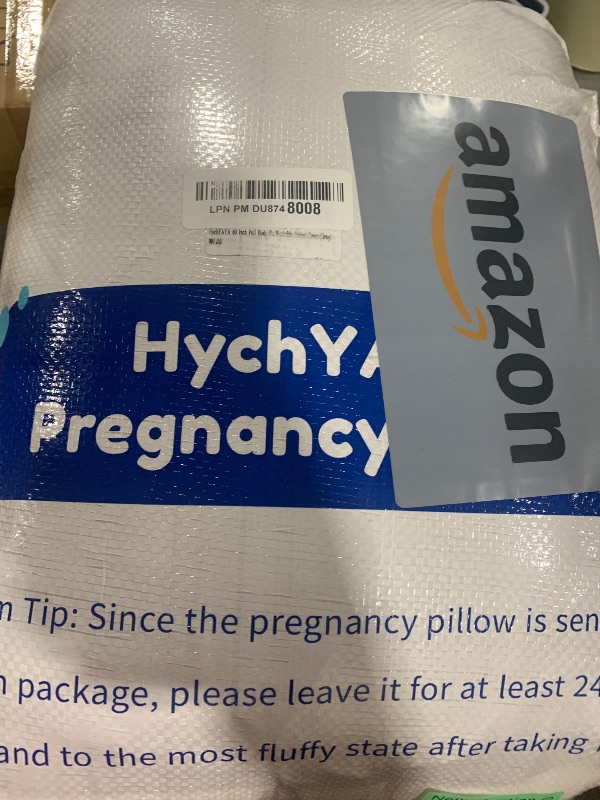 amazon
LPN PM DU874 8008
HychYA
Pregnancy
Tip: Since the pregnancy pillow is sen
package, please leave it for at least 24
and to the most fluffy state after taking